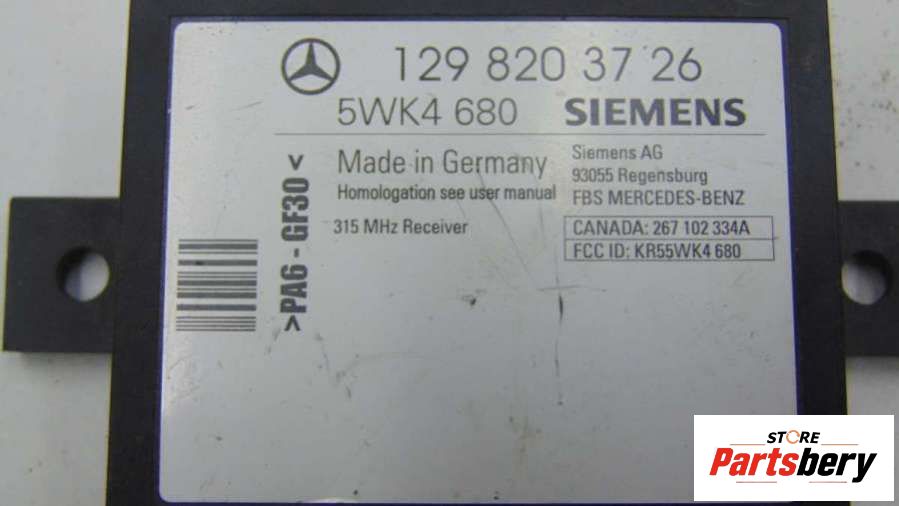 129 820 37 26
5WK4 680 SIEMENS
Made in Germany
Homologation see user manual
315 MHz Receiver
Siemens AG
93055 Regensburg
FBS MERCEDES-BENZ
CANADA: 267 102 334A
FCC ID: KR55WK4 680
>PA6 - GF30<
STORE
Partsbery